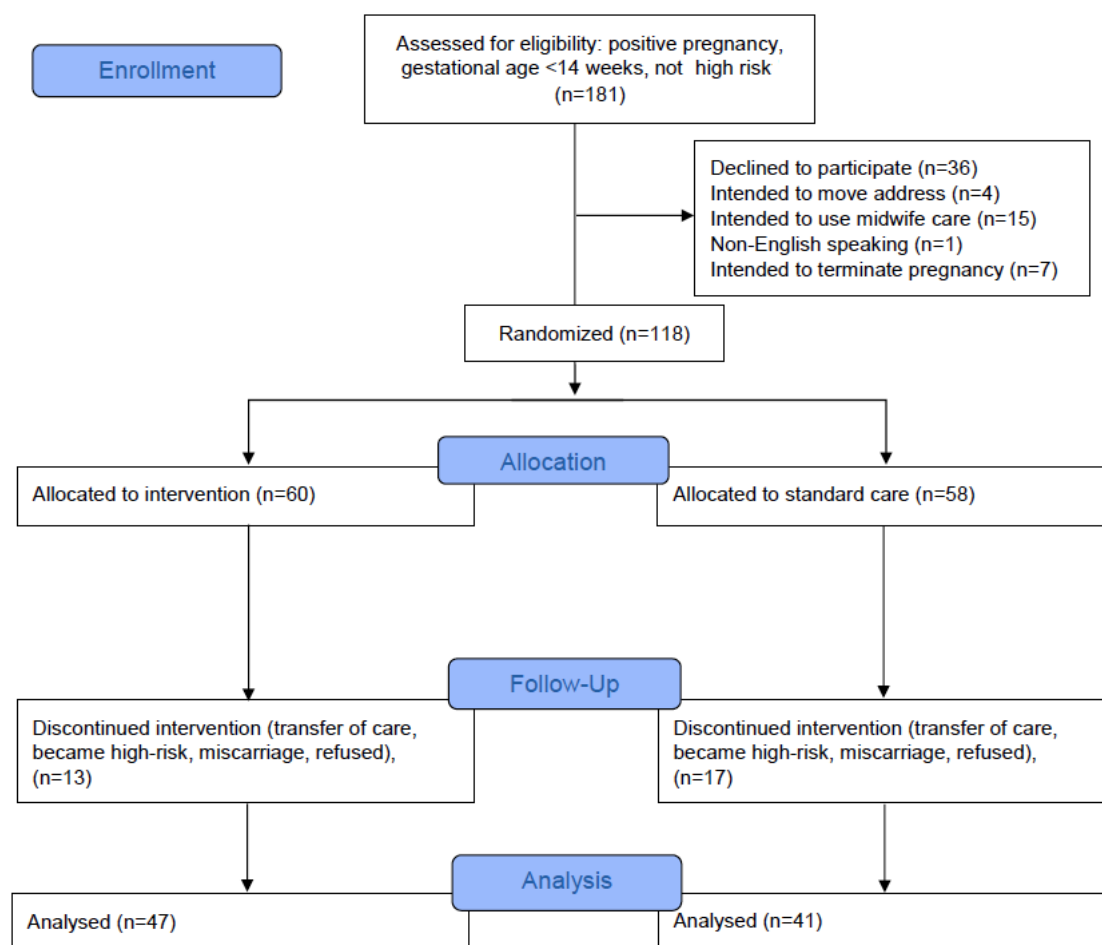 Enrollment
Assessed for eligibility: positive pregnancy,
gestational age <14 weeks, not high risk
(n=181)
Declined to participate (n=36)
Intended to move address (n=4)
Intended to use midwife care (n=15)
Non-English speaking (n=1)
Intended to terminate pregnancy (n=7)
Randomized (n=118)
Allocation
Allocated to intervention (n=60)
Allocated to standard care (n=58)
Follow-Up
Discontinued intervention (transfer of care,
became high-risk, miscarriage, refused),
(n=13)
Discontinued intervention (transfer of care,
became high-risk, miscarriage, refused),
(n=17)
Analysis
Analysed (n=47)
Analysed (n=41)